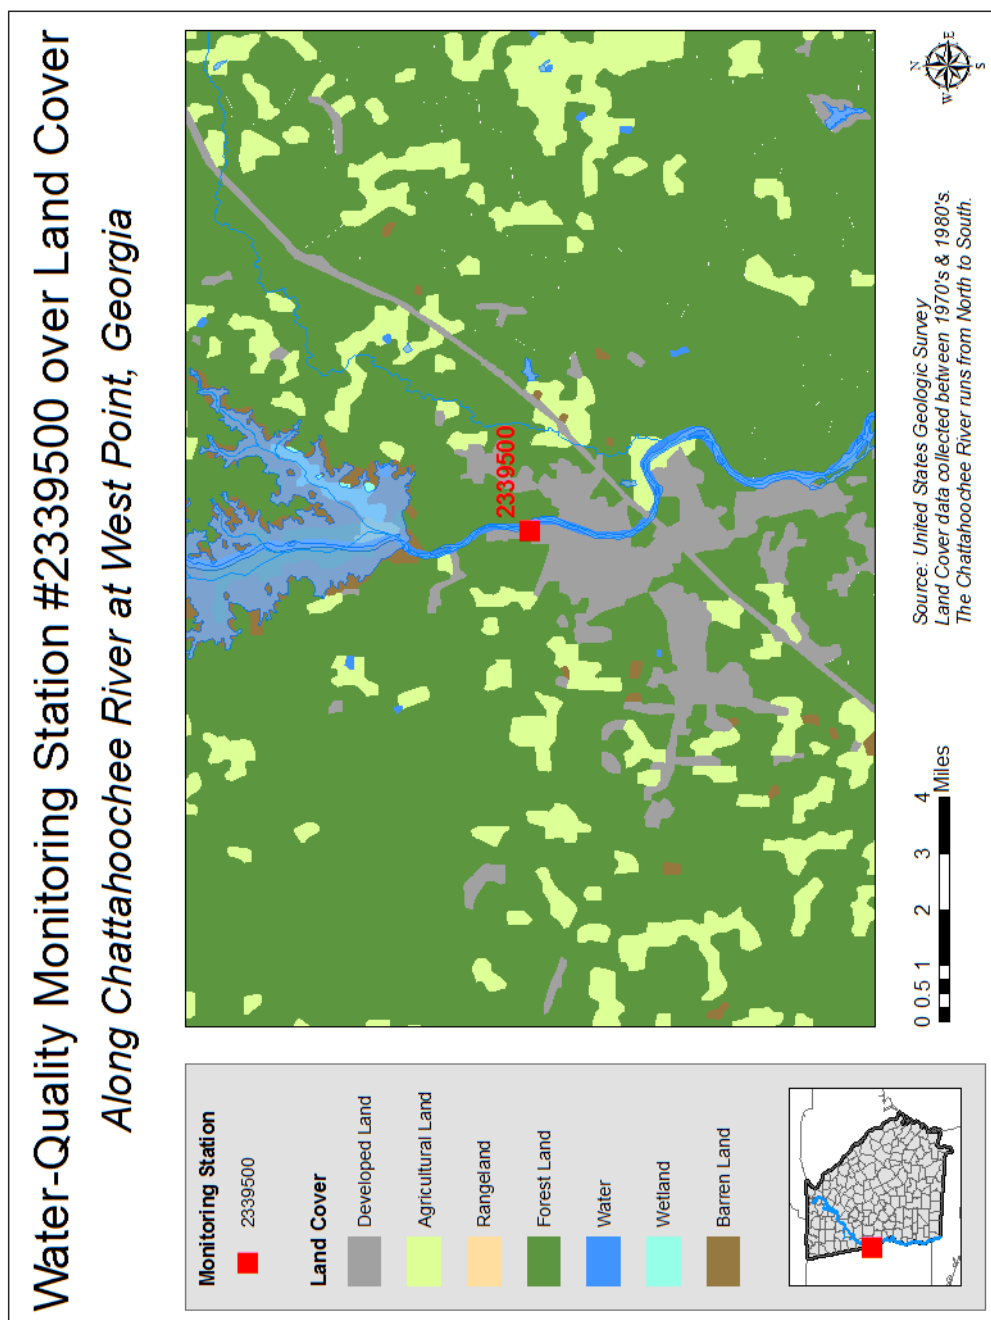 Water-Quality Monitoring Station #2339500 over Land Cover
Along Chattahoochee River at West Point, Georgia
Monitoring Station
2339500
Land Cover
Developed Land
Agricultural Land
Rangeland
Forest Land
Water
Wetland
Barren Land
2339500
0 0.5 1 2 3 4
Miles
Source: United States Geologic Survey
Land Cover data collected between 1970's & 1980's.
The Chattahoochee River runs from North to South.
N
W E
S